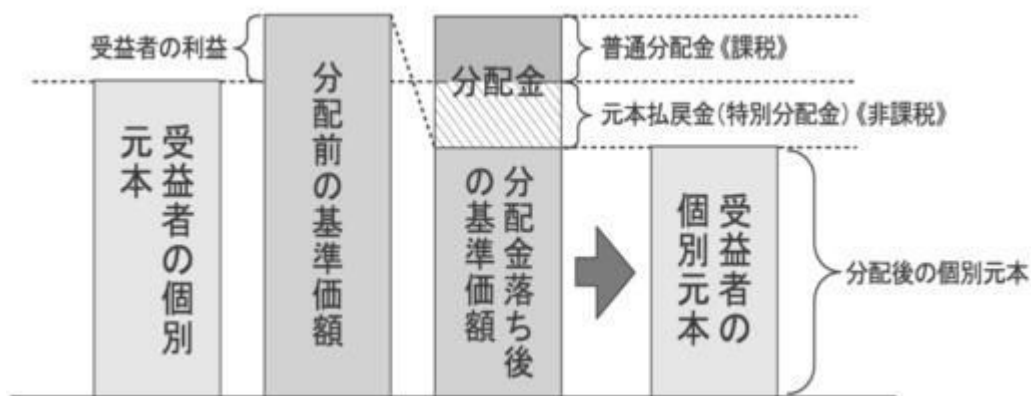 受益者の利益
受益者の個別
元本
分配前の基準価額
分配金
分配金落ち後
の基準価額
普通分配金《課税》
元本払戻金(特別分配金)《非課税》
受益者の
個別元本
分配後の個別元本